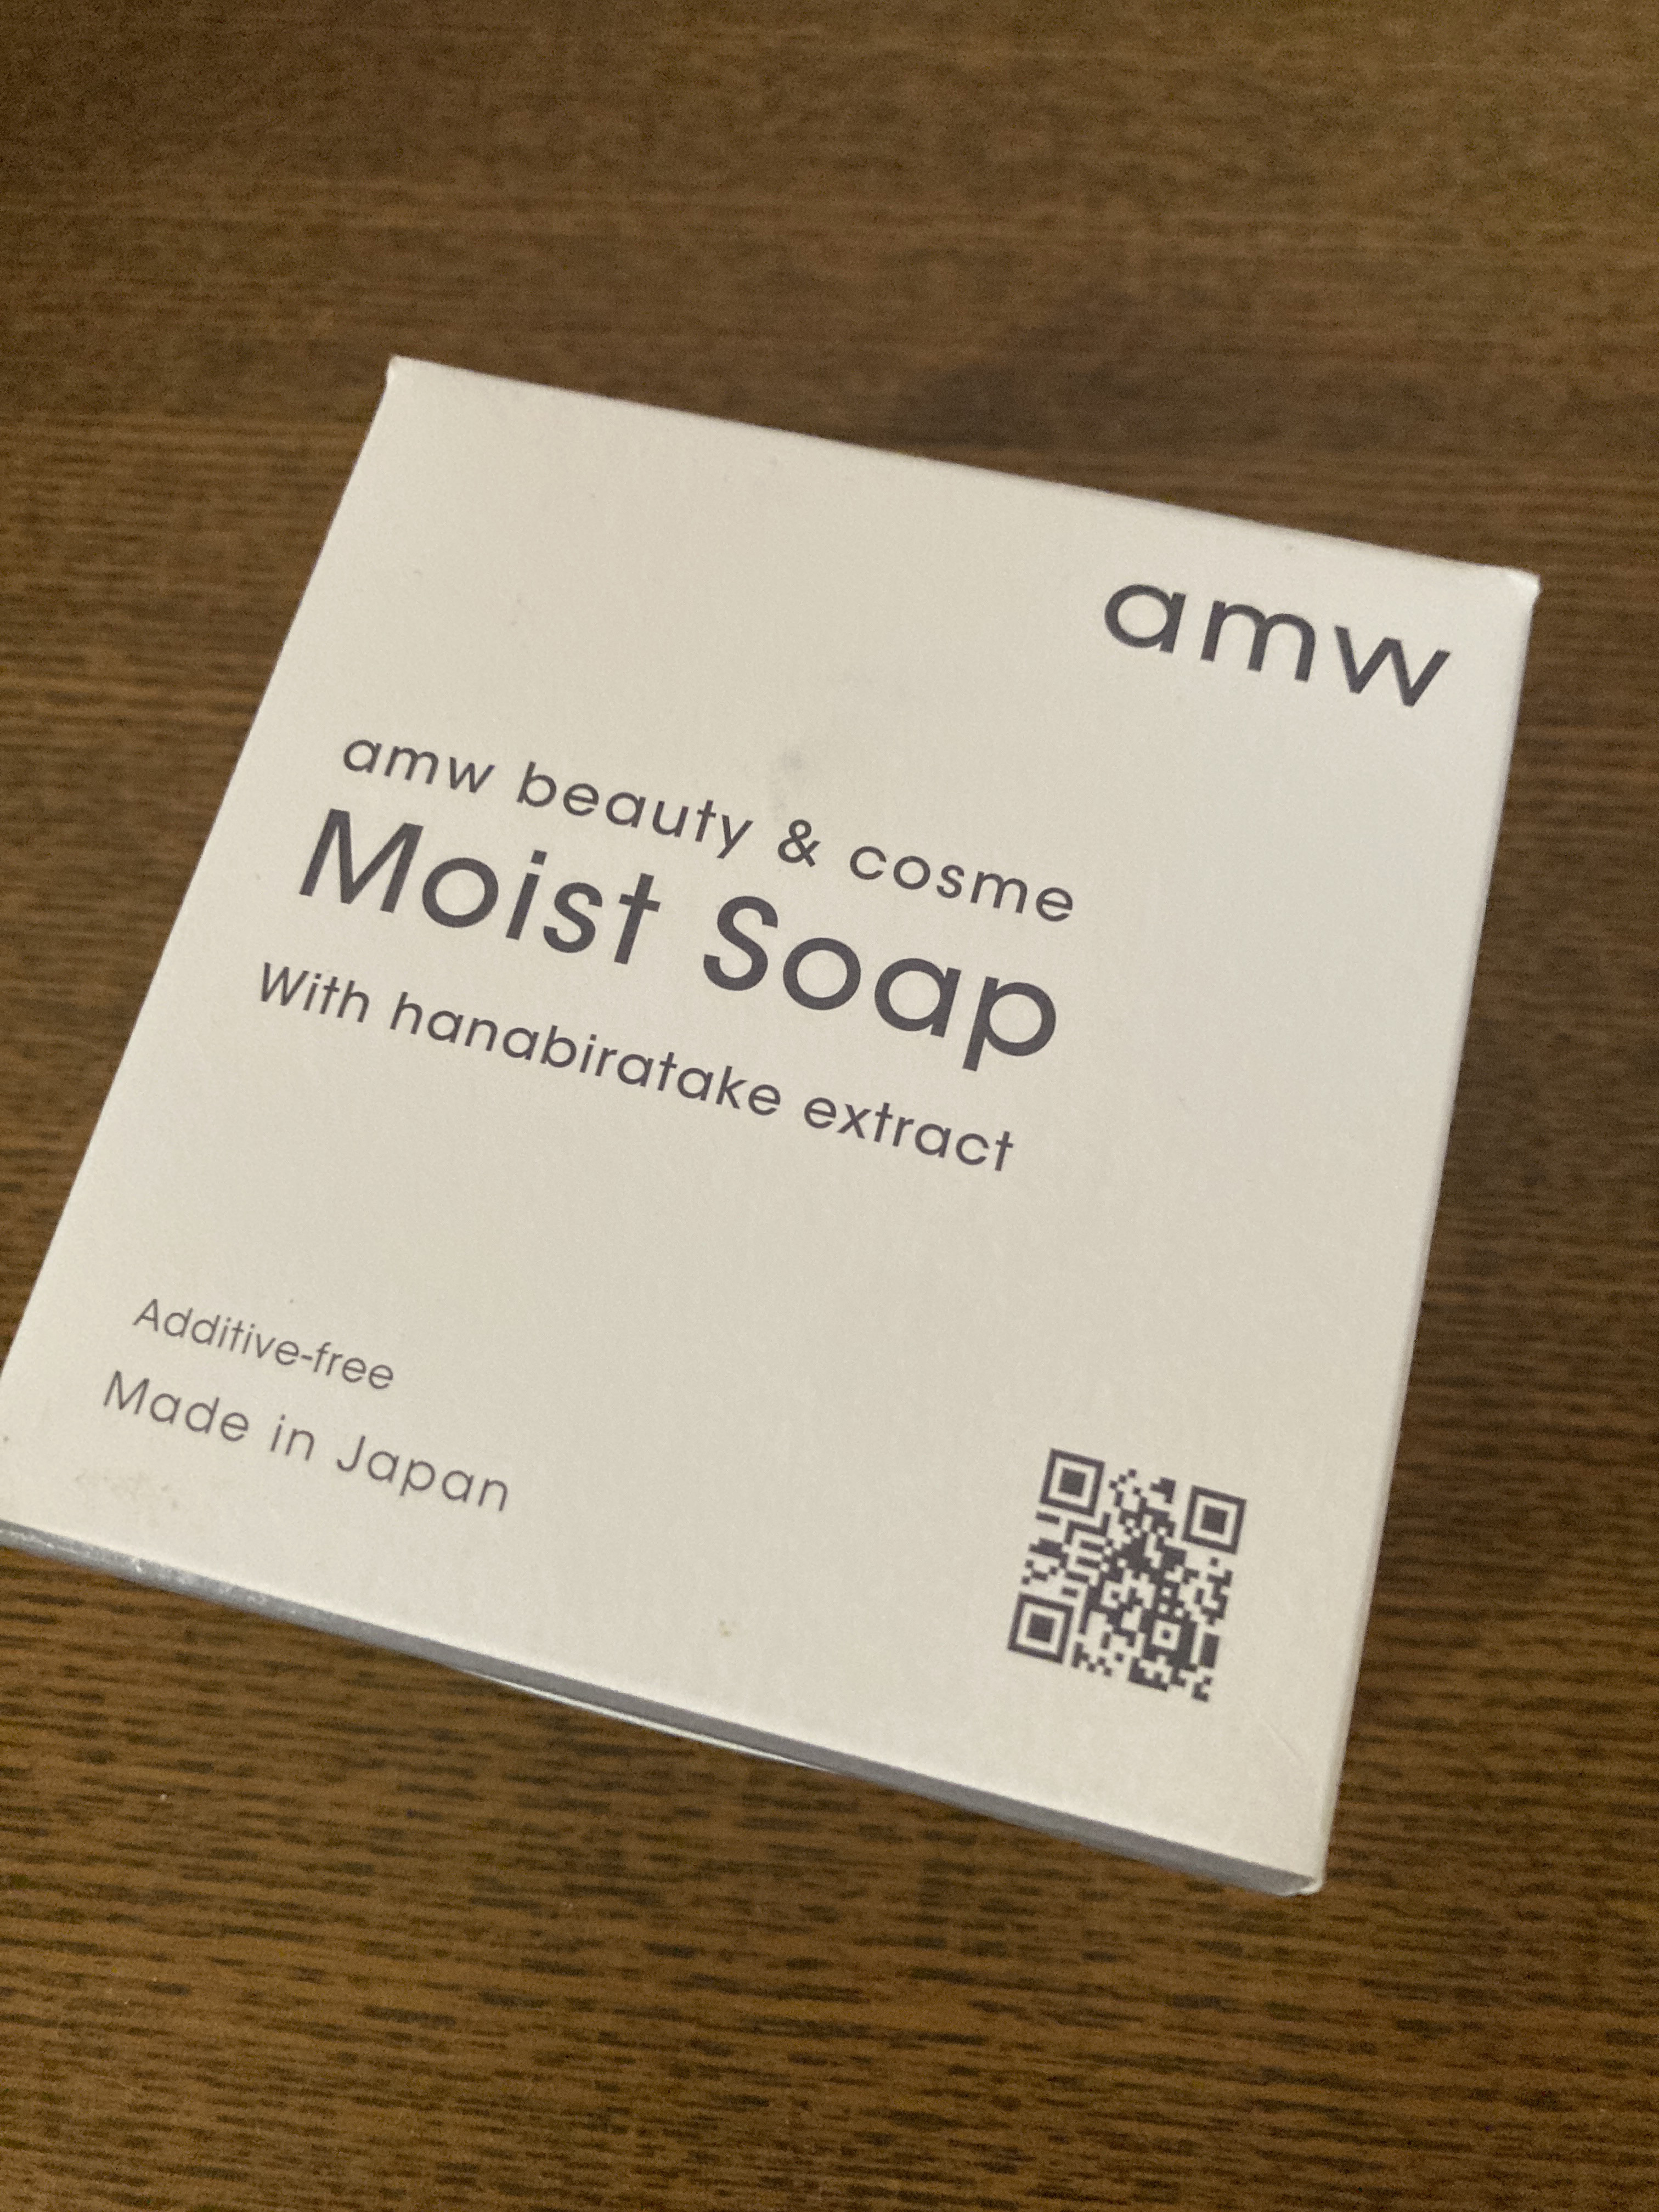 amw
amw beauty & cosme
Moist Soap
With hanabiratake extract
Additive-free
Made in Japan